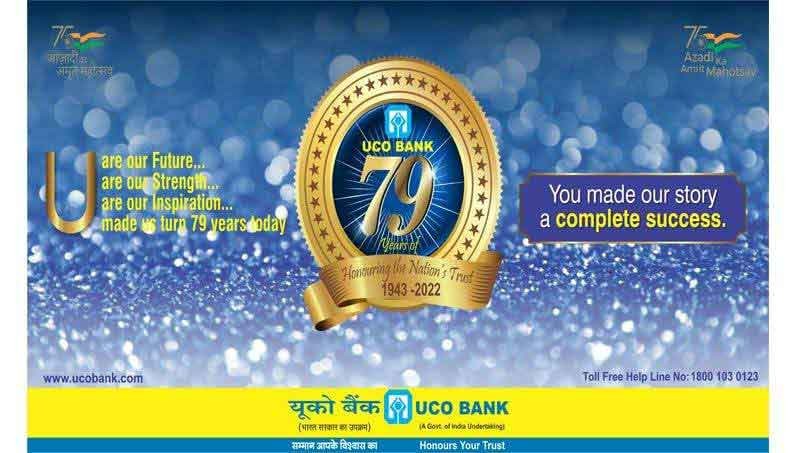 75
आज़ादी का
अमृत महोत्सव
75
Azadi Ka
Amrit Mahotsav
U are our Future...
are our Strength...
are our Inspiration...
made us turn 79 years today
UCO BANK
79
Years of
Honouring the Nation's Trust
1943 -2022
You made our story
a complete success.
www.ucobank.com
Toll Free Help Line No: 1800 103 0123
यूको बैंक UCO BANK
(भारत सरकार का उपक्रम) (A Govt. of India Undertaking)
सम्मान आपके विश्वास का Honours Your Trust